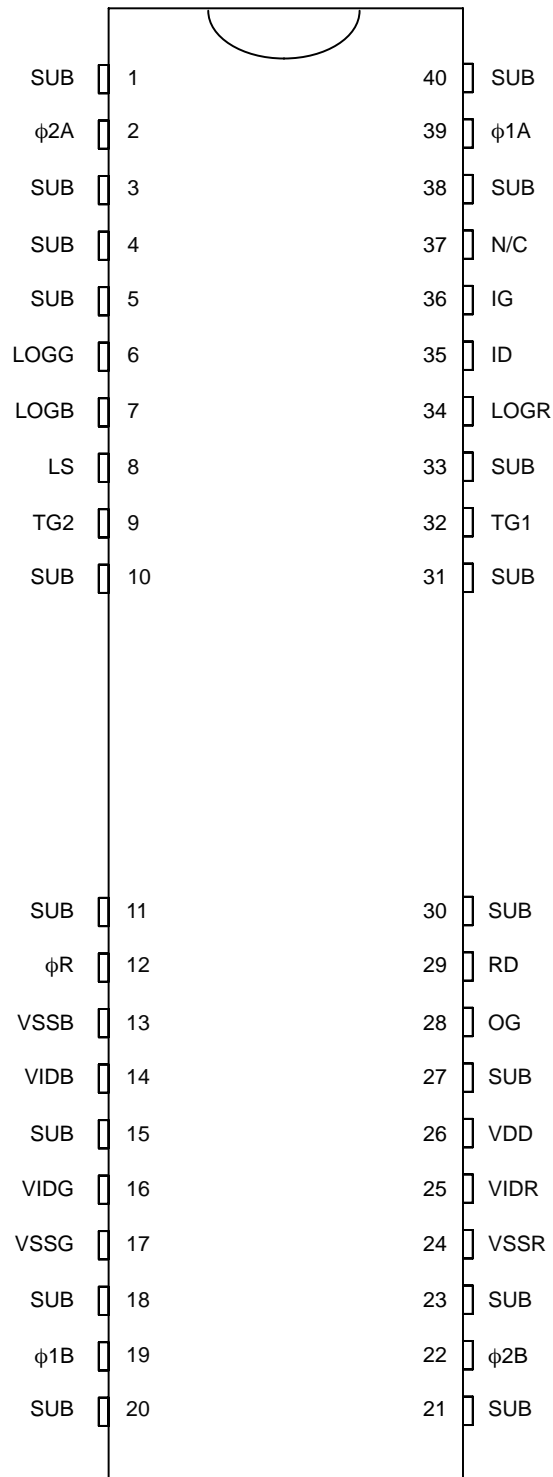 SUB 1 40 SUB
ϕ2A 2 39 ϕ1A
SUB 3 38 SUB
SUB 4 37 N/C
SUB 5 36 IG
LOGG 6 35 ID
LOGB 7 34 LOGR
LS 8 33 SUB
TG2 9 32 TG1
SUB 10 31 SUB
SUB 11 30 SUB
ϕR 12 29 RD
VSSB 13 28 OG
VIDB 14 27 SUB
SUB 15 26 VDD
VIDG 16 25 VIDR
VSSG 17 24 VSSR
SUB 18 23 SUB
ϕ1B 19 22 ϕ2B
SUB 20 21 SUB